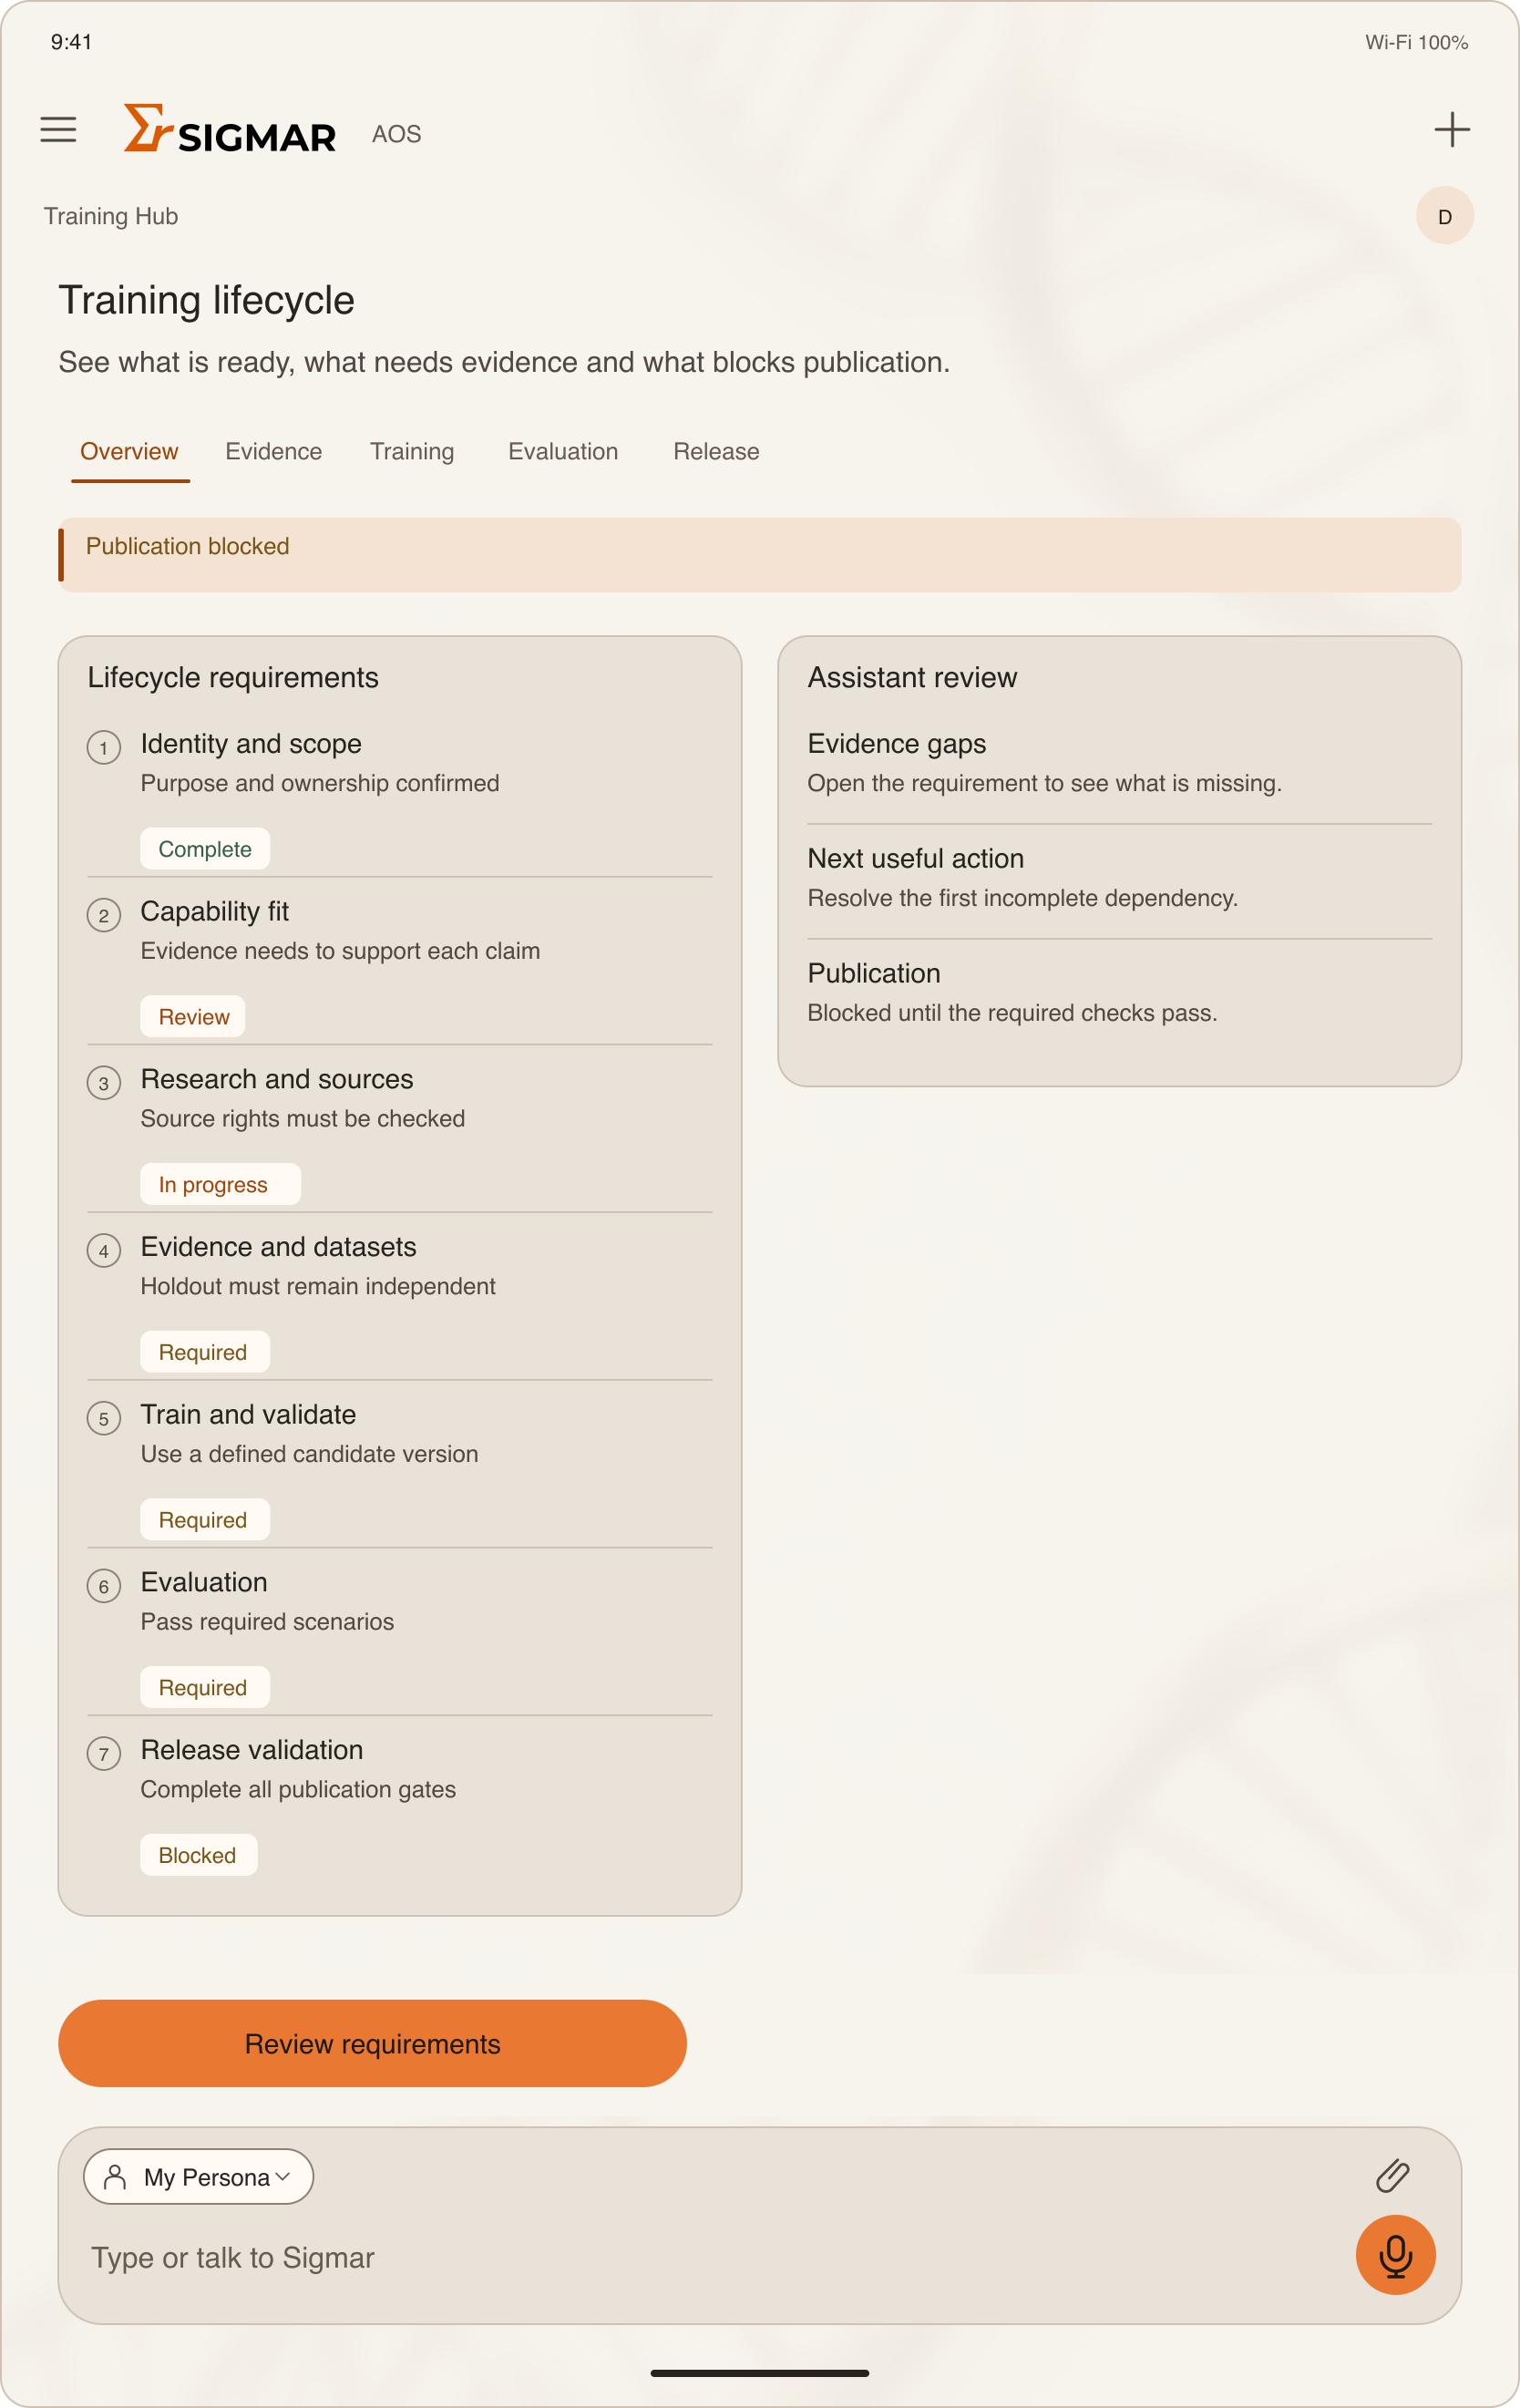 9:41
Wi-Fi 100%
Σr SIGMAR AOS
Training Hub
D
Training lifecycle
See what is ready, what needs evidence and what blocks publication.
Overview Evidence Training Evaluation Release
Publication blocked
Lifecycle requirements
1 Identity and scope
Purpose and ownership confirmed
Complete
2 Capability fit
Evidence needs to support each claim
Review
3 Research and sources
Source rights must be checked
In progress
4 Evidence and datasets
Holdout must remain independent
Required
5 Train and validate
Use a defined candidate version
Required
6 Evaluation
Pass required scenarios
Required
7 Release validation
Complete all publication gates
Blocked
Assistant review
Evidence gaps
Open the requirement to see what is missing.
Next useful action
Resolve the first incomplete dependency.
Publication
Blocked until the required checks pass.
Review requirements
My Persona
Type or talk to Sigmar